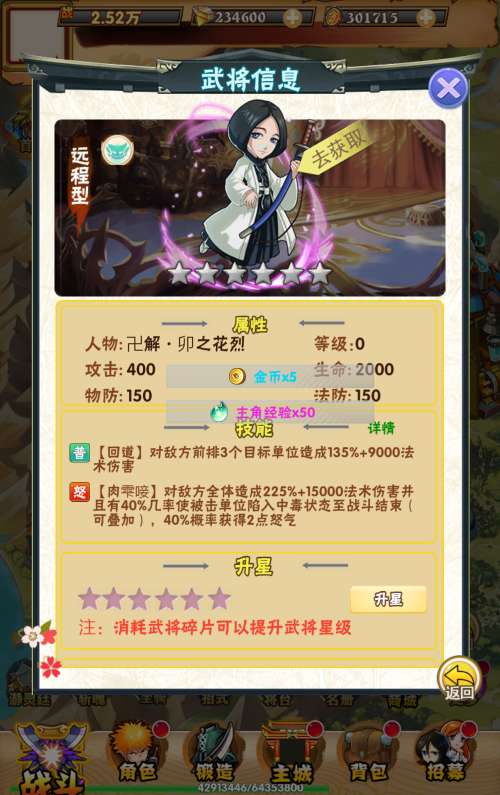 战 2.52万
234600
301715
武将信息
远程型
去获取
属性
人物:卍解·卯之花烈
等级:0
攻击:400
生命:2000
金币x5
物防:150
法防:150
主角经验x50
技能
详情
普 【回道】对敌方前排3个目标单位造成135%+9000法
术伤害
怒 【肉雫唼】对敌方全体造成225%+15000法术伤害并
且有40%几率使被击单位陷入中毒状态至战斗结束（
可叠加），40%概率获得2点怒气
升星
升星
注：消耗武将碎片可以提升武将星级
返回
战斗
角色
锻造
主城
背包
招募
42913446/64353800